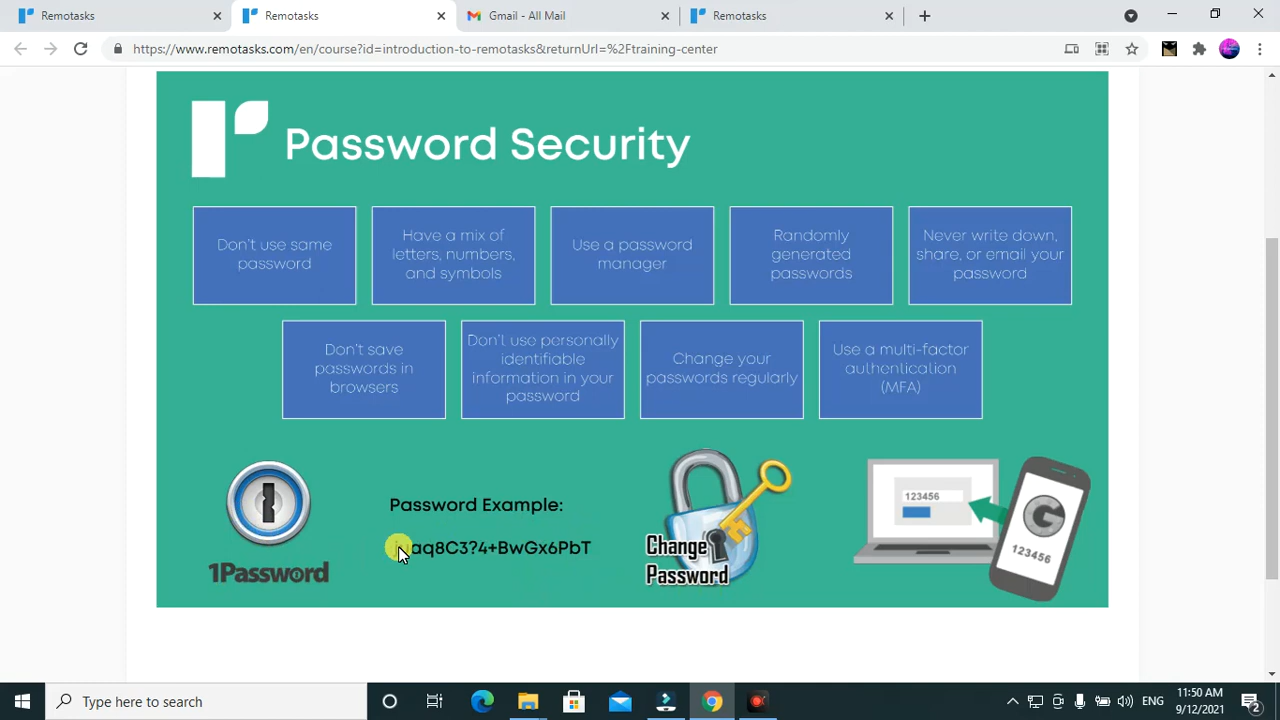 Remotasks
Remotasks
Gmail - All Mail
Remotasks
https://www.remotasks.com/en/course?id=introduction-to-remotasks&returnUrl=%2Ftraining-center
Password Security
Don't use same
password
Have a mix of
letters, numbers,
and symbols
Use a password
manager
Randomly
generated
passwords
Never write down,
share, or email your
password
Don't save
passwords in
browsers
Don't use personally
identifiable
information in your
password
Change your
passwords regularly
Use a multi-factor
authentication
(MFA)
1Password
Password Example:
aq8C3?4+BwGx6PbT
Change
Password
123456
G
123456
Type here to search
ENG
11:50 AM
9/12/2021
2